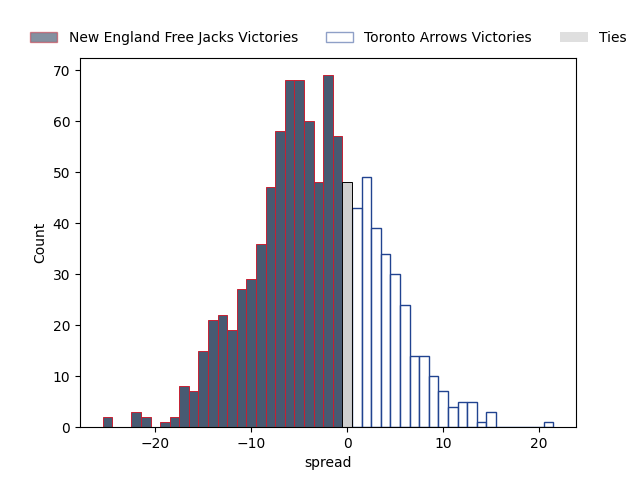 New England Free Jacks Victories Toronto Arrows Victories Ties
70
60
50
40
30
20
10
0
Count
−20 −10 0 10 20
spread